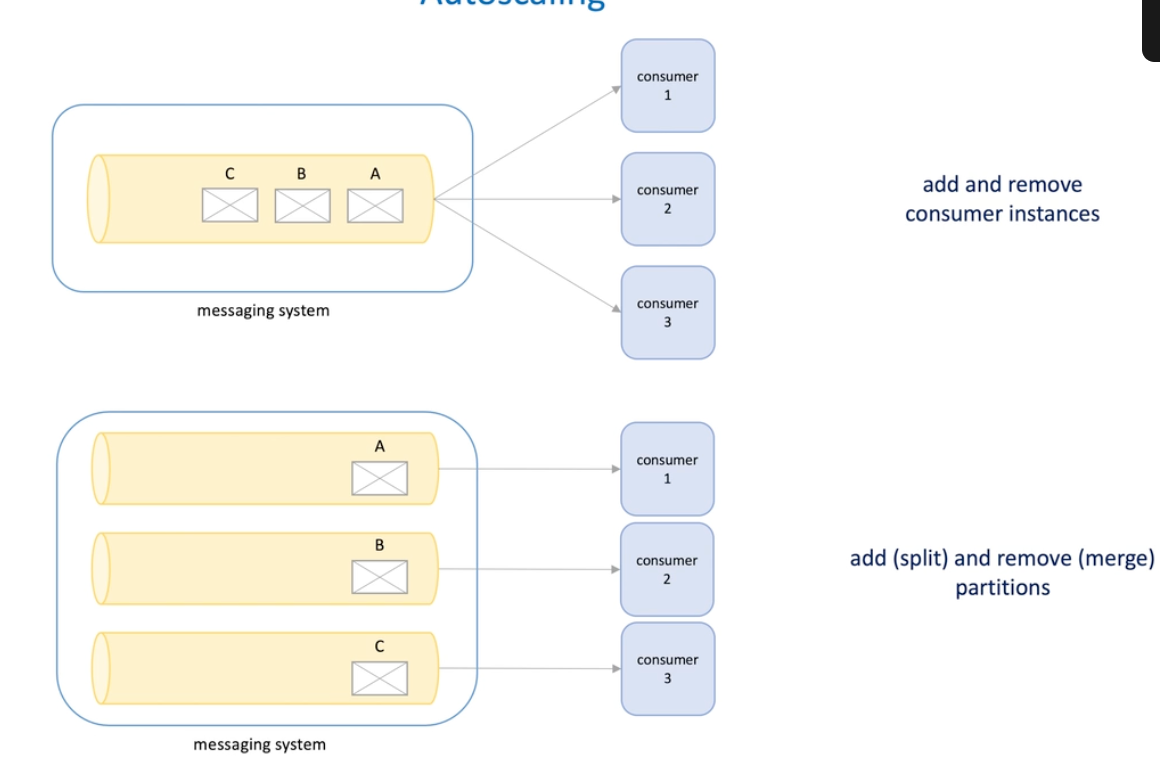 Autoscaling
consumer
1
C B A
consumer
2
add and remove
consumer instances
consumer
3
messaging system
A
consumer
1
B
consumer
2
add (split) and remove (merge)
partitions
C
consumer
3
messaging system